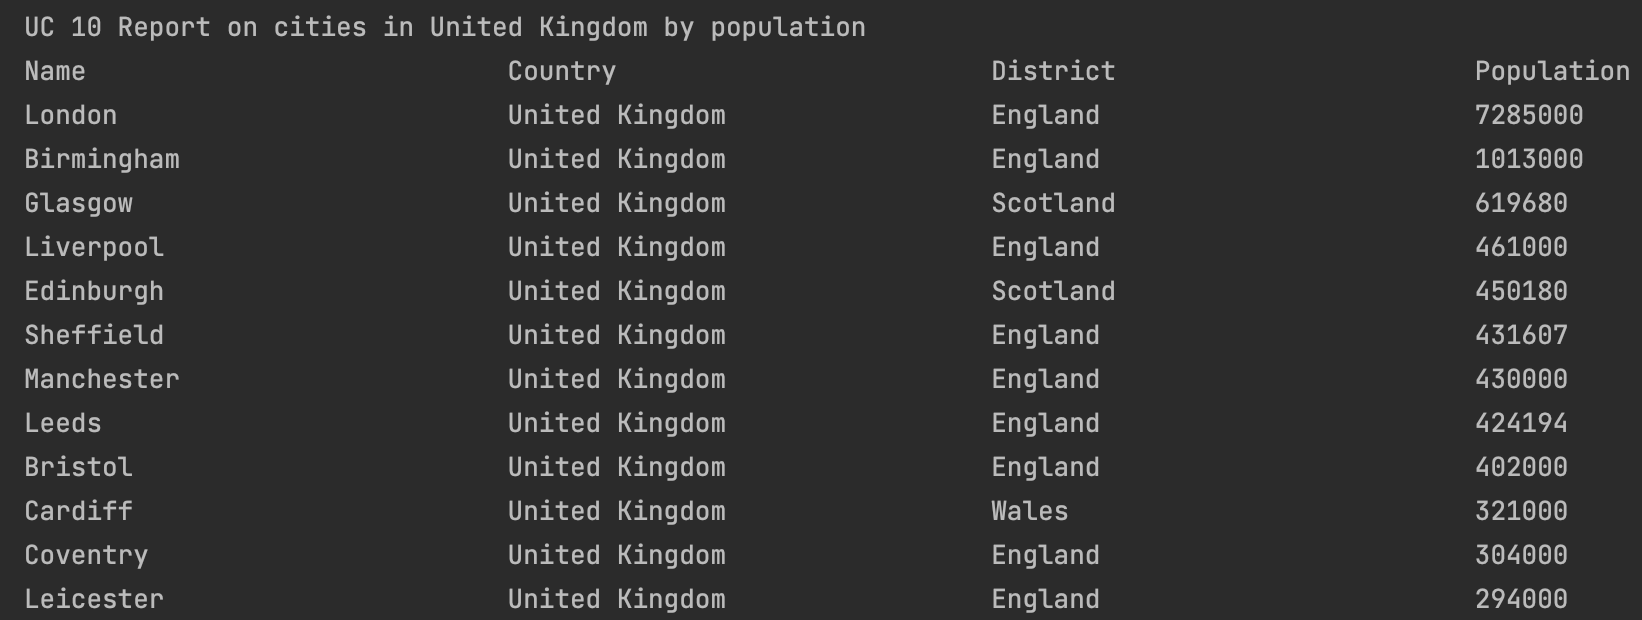 UC 10 Report on cities in United Kingdom by population
Name Country District Population
London United Kingdom England 7285000
Birmingham United Kingdom England 1013000
Glasgow United Kingdom Scotland 619680
Liverpool United Kingdom England 461000
Edinburgh United Kingdom Scotland 450180
Sheffield United Kingdom England 431607
Manchester United Kingdom England 430000
Leeds United Kingdom England 424194
Bristol United Kingdom England 402000
Cardiff United Kingdom Wales 321000
Coventry United Kingdom England 304000
Leicester United Kingdom England 294000